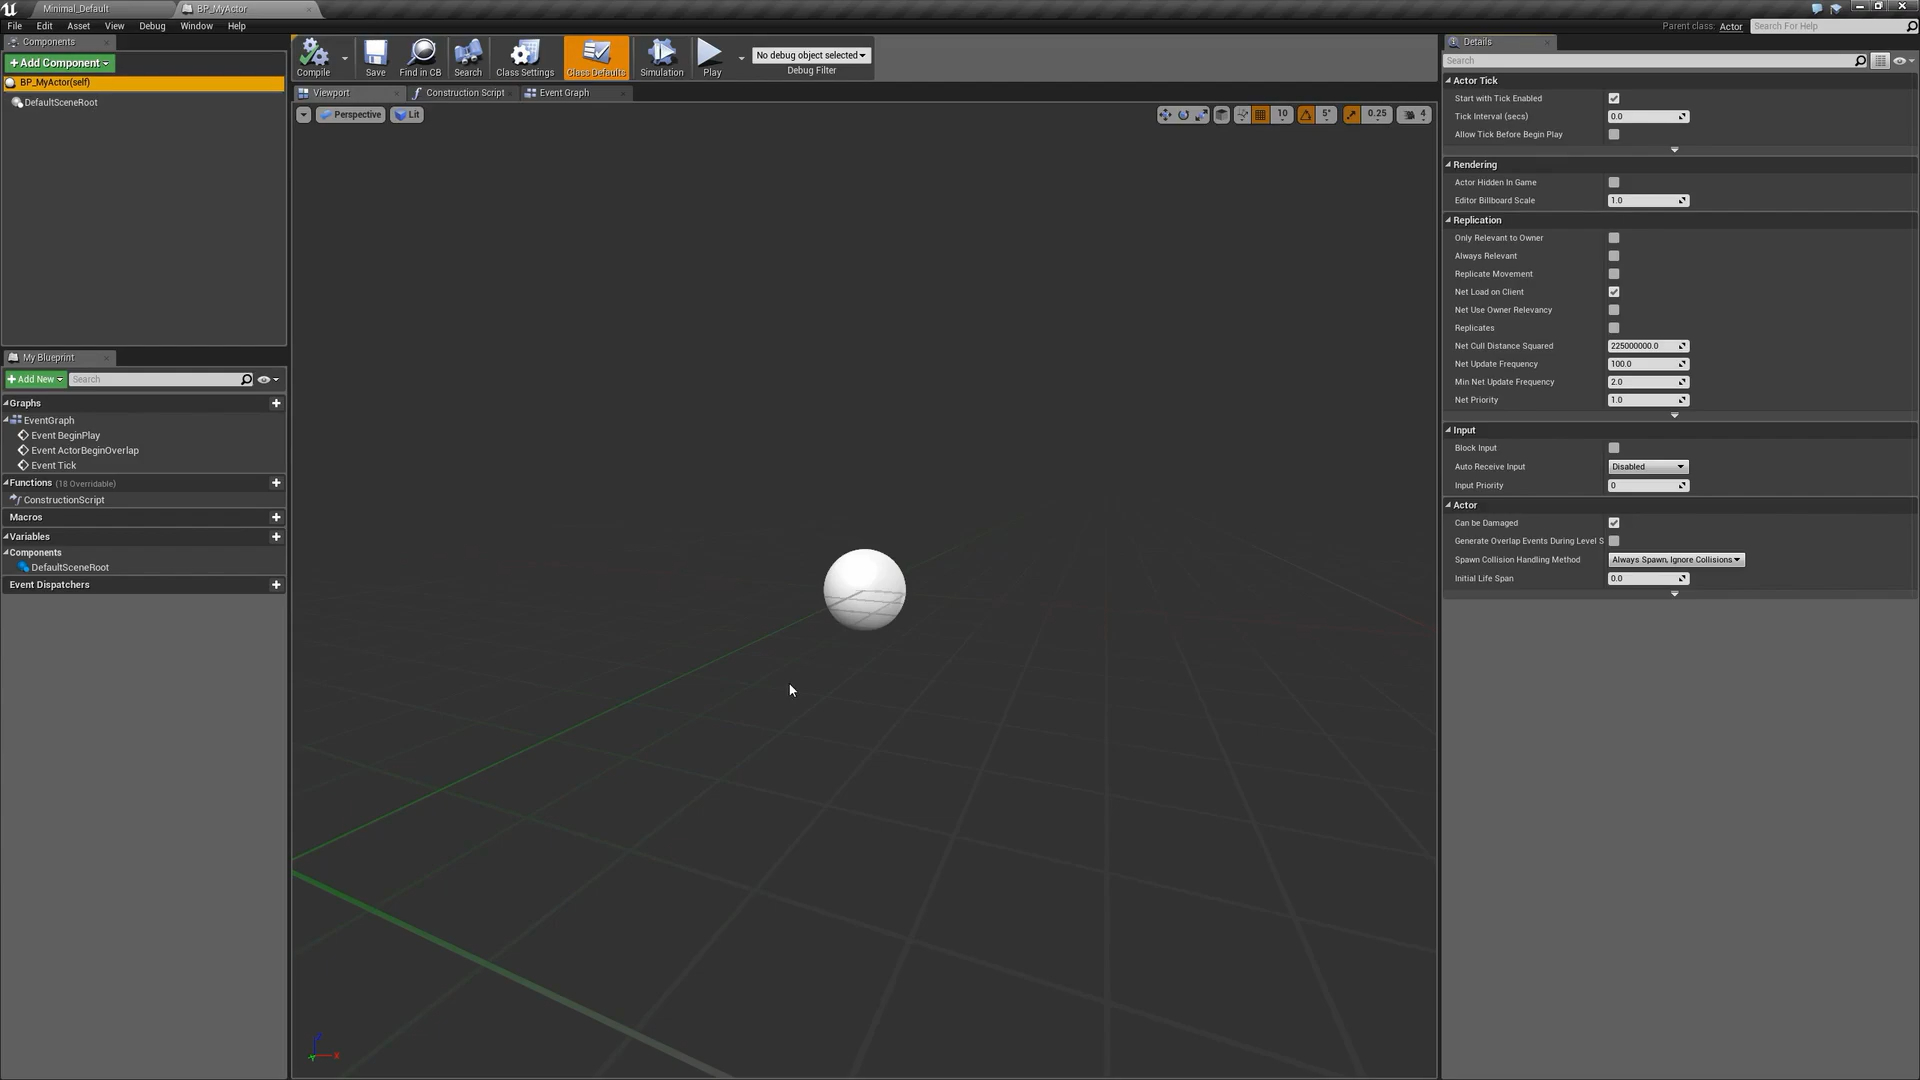 Minimal_Default
BP_MyActor
File Edit Asset View Window Debug Window Help
Parent class: Actor
Search For Help
Components
+Add Component
BP_MyActor(self)
DefaultSceneRoot
Compile
Save
Find in CB
Search
Class Settings
Class Defaults
Simulation
Play
No debug object selected
Debug Filter
Viewport
Construction Script
Event Graph
Perspective
Lit
10
5°
0.25
4
My Blueprint
+Add New
Search
Graphs
EventGraph
Event BeginPlay
Event ActorBeginOverlap
Event Tick
Functions (18 Overridable)
ConstructionScript
Macros
Variables
Components
DefaultSceneRoot
Event Dispatchers
X
Details
Search
Actor Tick
Start with Tick Enabled
Tick Interval (secs) 0.0
Allow Tick Before Begin Play
Rendering
Actor Hidden In Game
Editor Billboard Scale 1.0
Replication
Only Relevant to Owner
Always Relevant
Replicate Movement
Net Load on Client
Net Use Owner Relevancy
Replicates
Net Cull Distance Squared 225000000.0
Net Update Frequency 100.0
Min Net Update Frequency 2.0
Net Priority 1.0
Input
Block Input
Auto Receive Input Disabled
Input Priority 0
Actor
Can be Damaged
Generate Overlap Events During Level S
Spawn Collision Handling Method Always Spawn, Ignore Collisions
Initial Life Span 0.0